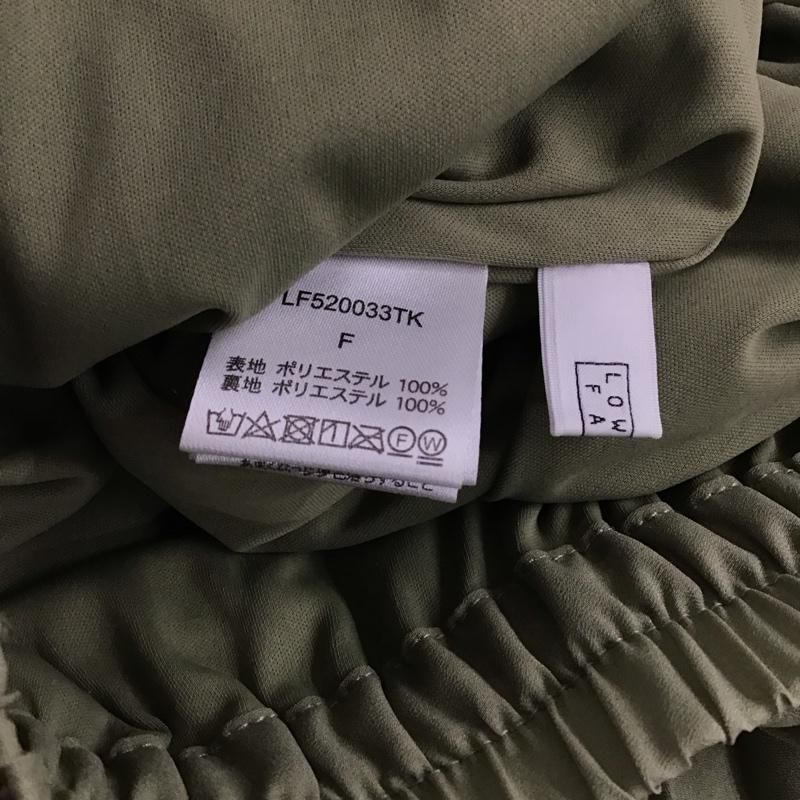 LF520033TK
F
表地 ポリエステル 100%
裏地 ポリエステル 100%
F W
LOW
FA